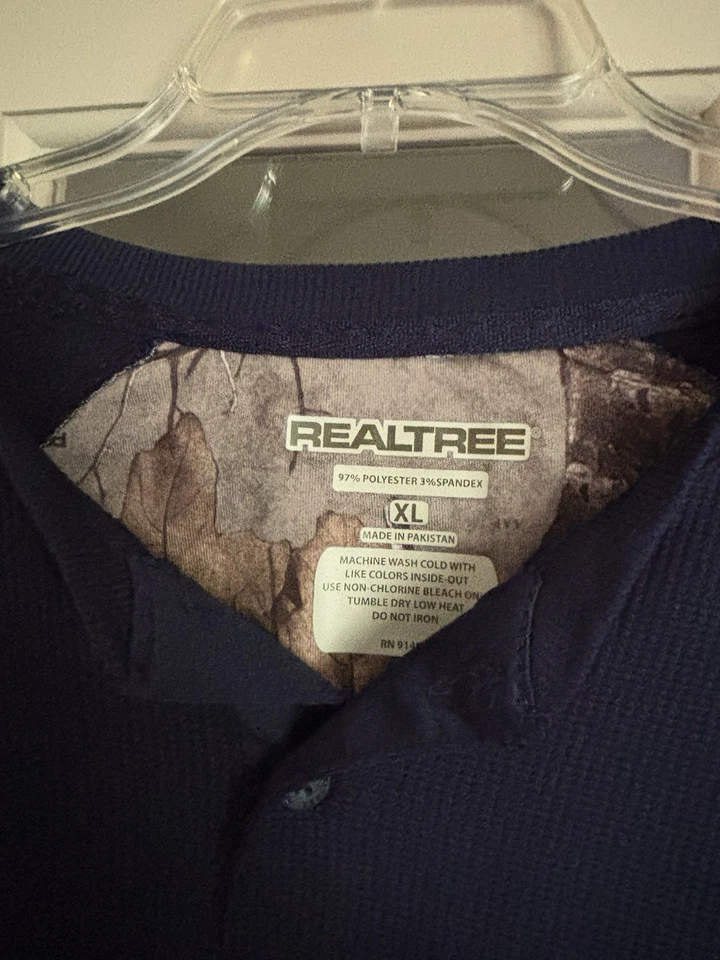 REALTREE
97% POLYESTER 3%SPANDEX
XL
MADE IN PAKISTAN
MACHINE WASH COLD WITH
LIKE COLORS INSIDE-OUT
USE NON-CHLORINE BLEACH
TUMBLE DRY LOW HEAT
DO NOT IRON
RN